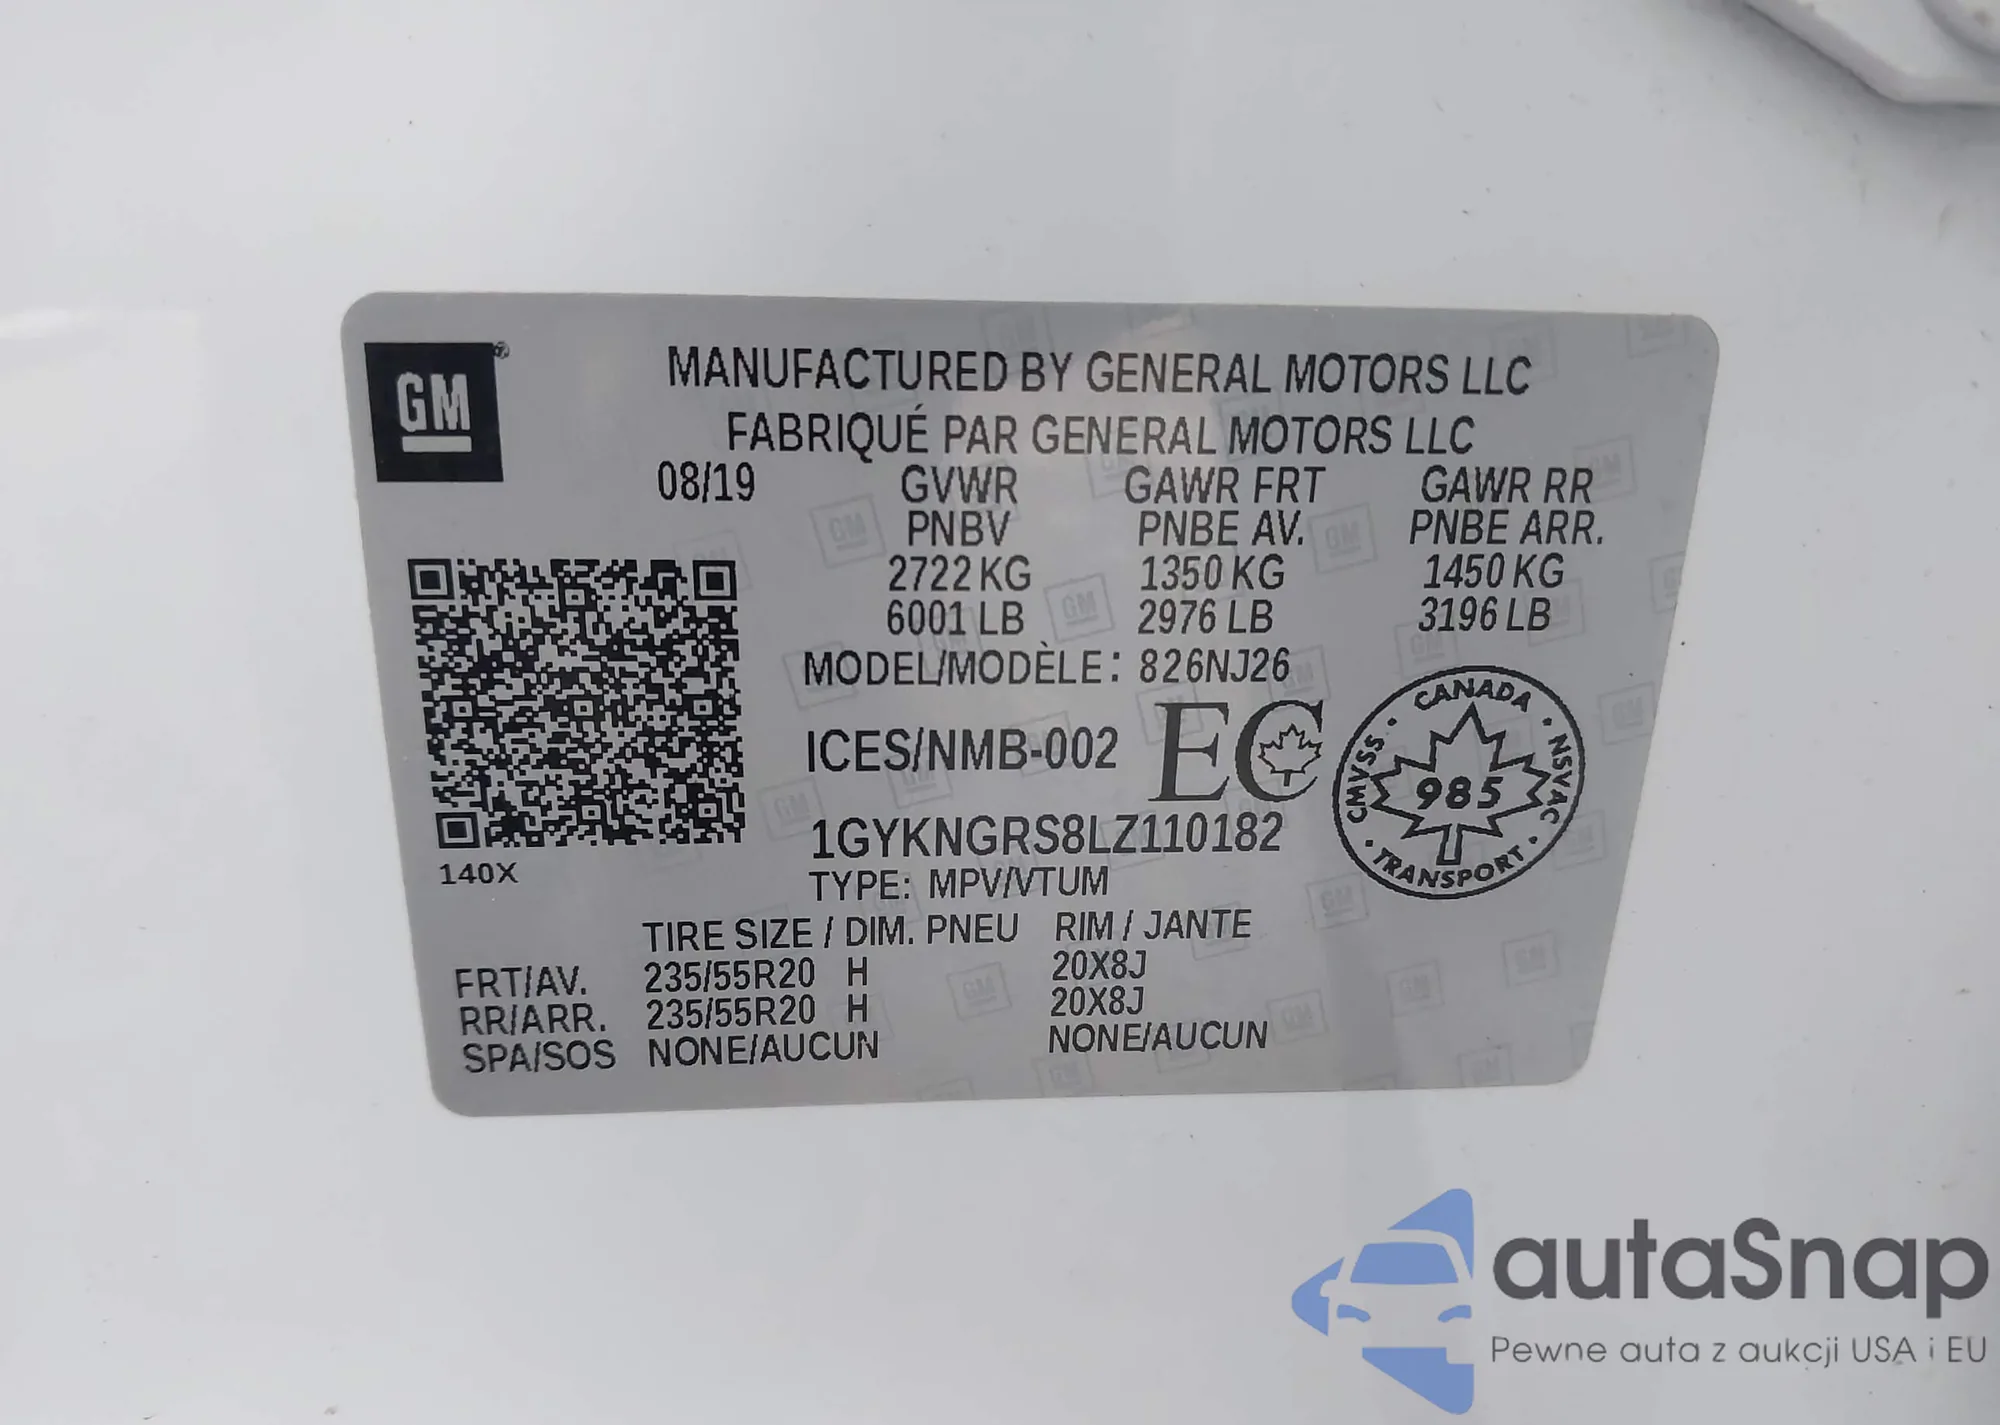 GM
MANUFACTURED BY GENERAL MOTORS LLC
FABRIQUÉ PAR GENERAL MOTORS LLC
08/19 GVWR GAWR FRT GAWR RR
PNBV PNBE AV. PNBE ARR.
2722 KG 1350 KG 1450 KG
6001 LB 2976 LB 3196 LB
MODEL/MODÈLE: 826NJ26
ICES/NMB-002 EC
CANADA · NSVAC · TRANSPORT · CMVSS ·
985
1GYKNGRS8LZ110182
140X
TYPE: MPV/VTUM
TIRE SIZE / DIM. PNEU RIM / JANTE
FRT/AV. 235/55R20 H 20X8J
RR/ARR. 235/55R20 H 20X8J
SPA/SOS NONE/AUCUN NONE/AUCUN
autaSnap
Pewne auta z aukcji USA i EU